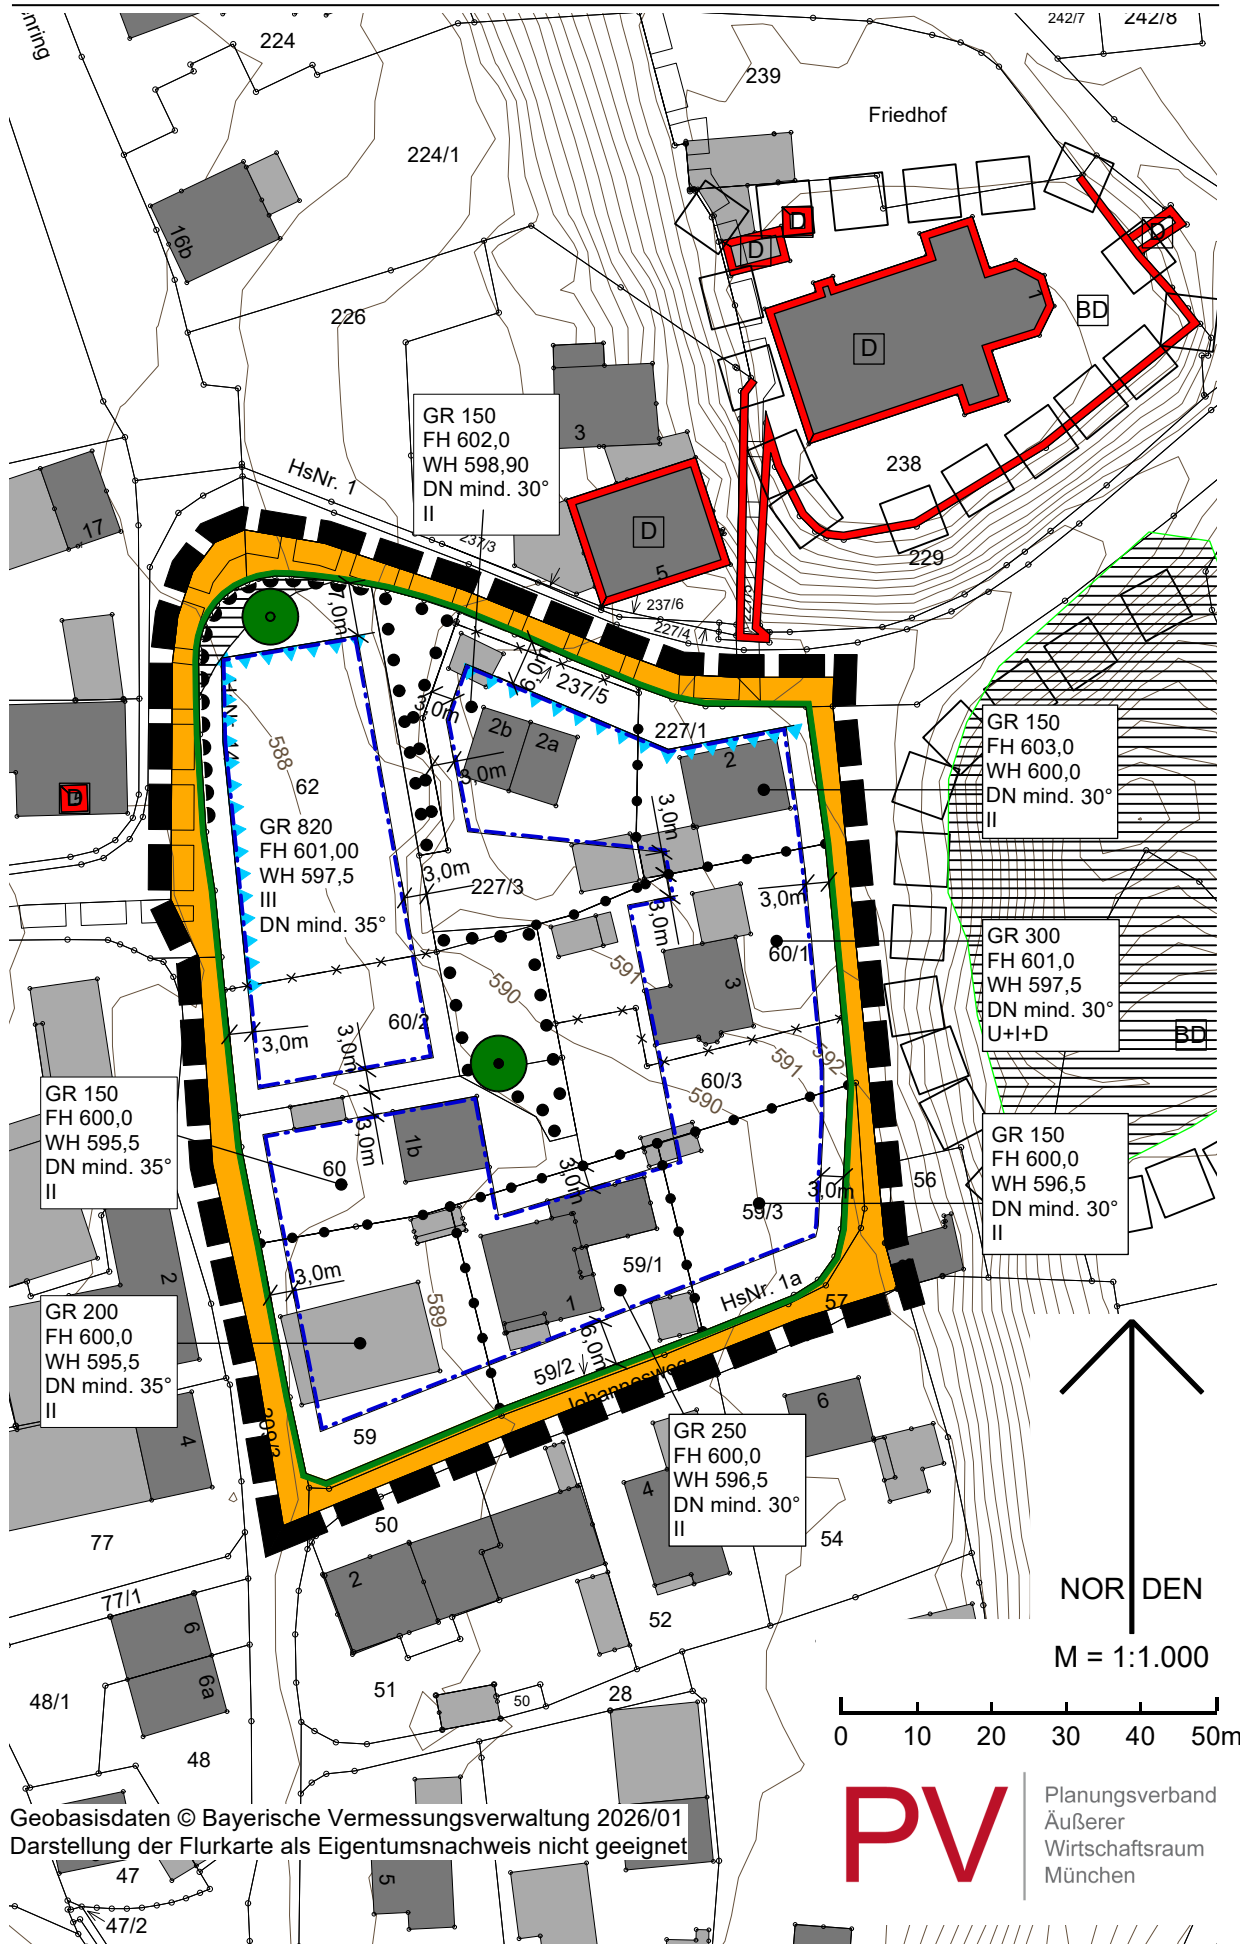 224
239
242/7
242/8
Friedhof
224/1
16b
D
D
D
226
BD
D
3
238
GR 150
FH 602,0
WH 598,90
DN mind. 30°
II
HsNr. 1
17
237/3
D
5
229
237/6
227/4
7,0m
6,0m
237/5
3,0m
227/1
588
2b
2a
2
3,0m
62
GR 150
FH 603,0
WH 600,0
DN mind. 30°
II
D
GR 820
FH 601,00
WH 597,5
III
DN mind. 35°
3,0m
3,0m
227/3
3,0m
3,0m
60/1
GR 300
FH 601,0
WH 597,5
DN mind. 30°
U+I+D
591
590
3
60/2
3,0m
3,0m
BD
592
591
60/3
590
GR 150
FH 600,0
WH 595,5
DN mind. 35°
II
3,0m
1b
60
3,0m
GR 150
FH 600,0
WH 596,5
DN mind. 30°
II
56
3,0m
59/3
59/1
3,0m
HsNr. 1a
57
2
589
1
GR 200
FH 600,0
WH 595,5
DN mind. 35°
II
6,0m
59/2
Johannesweg
59
209/2
4
6
GR 250
FH 600,0
WH 596,5
DN mind. 30°
II
4
50
54
77
2
77/1
6
6a
52
NORDEN
M = 1:1.000
48/1
51
50
28
48
0 10 20 30 40 50m
Geobasisdaten © Bayerische Vermessungsverwaltung 2026/01
Darstellung der Flurkarte als Eigentumsnachweis nicht geeignet
PV
Planungsverband
Äußerer
Wirtschaftsraum
München
47
5
47/2